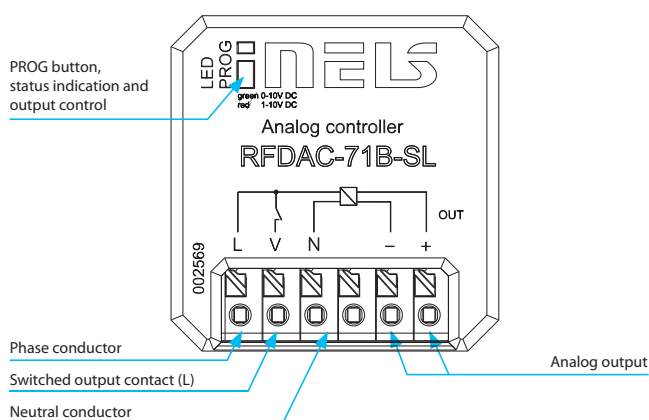 PROG button,
status indication and
output control
LED
PROG
NELS
green 0-10V DC
red 1-10V DC
Analog controller
RFDAC-71B-SL
OUT
L V N – +
002569
Phase conductor
Switched output contact (L)
Neutral conductor
Analog output